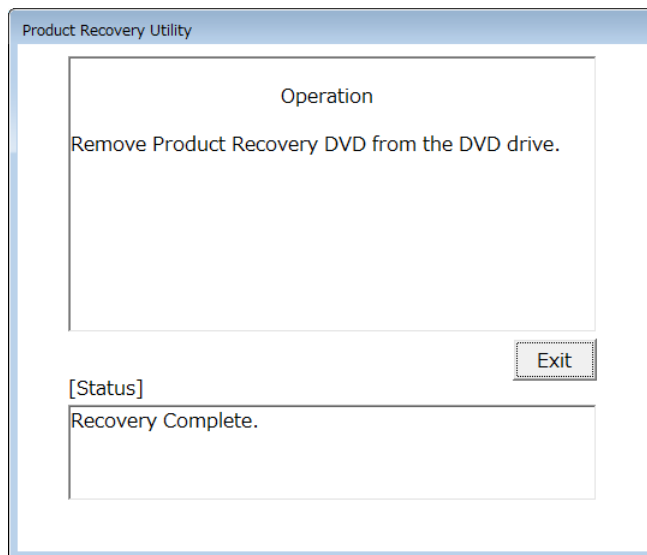 Product Recovery Utility
Operation
Remove Product Recovery DVD from the DVD drive.
Exit
[Status]
Recovery Complete.